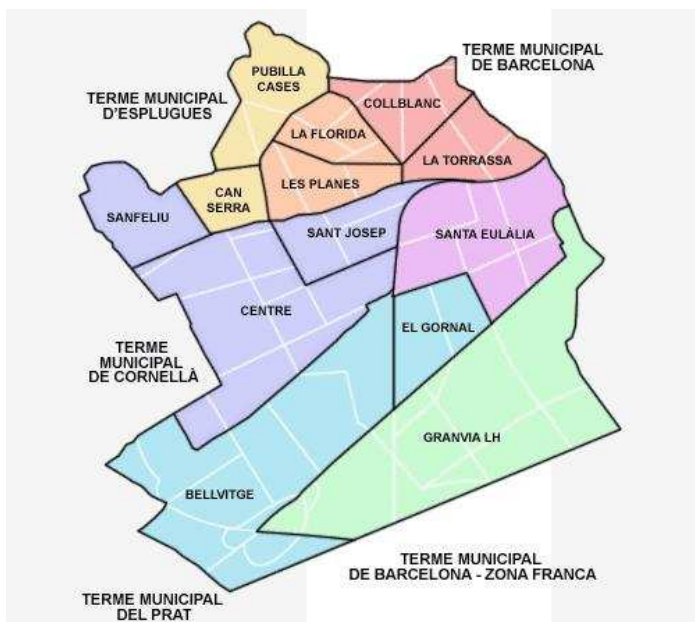 TERME MUNICIPAL
DE BARCELONA
PUBILLA
CASES
TERME MUNICIPAL
D'ESPLUGUES
COLLBLANC
LA FLORIDA
LA TORRASSA
LES PLANES
CAN
SERRA
SANFELIU
SANT JOSEP
SANTA EULÀLIA
CENTRE
EL GORNAL
TERME
MUNICIPAL
DE CORNELLÀ
GRANVIA LH
BELLVITGE
TERME MUNICIPAL
DE BARCELONA - ZONA FRANCA
TERME MUNICIPAL
DEL PRAT